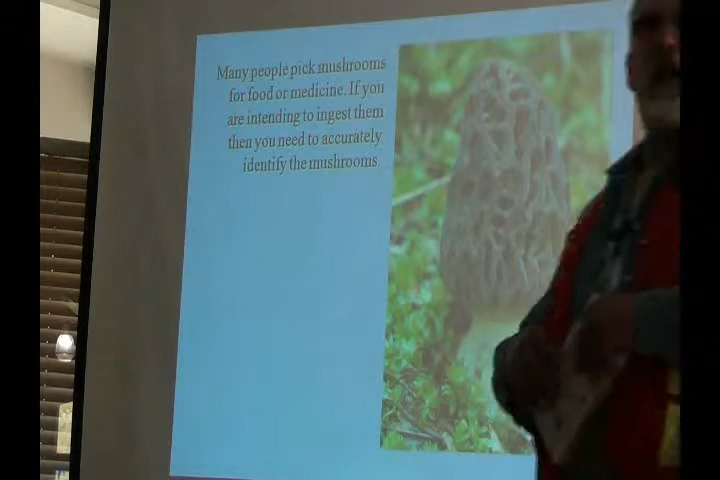 Many people pick mushrooms
for food or medicine. If you
are intending to ingest them
then you need to accurately
identify the mushrooms.